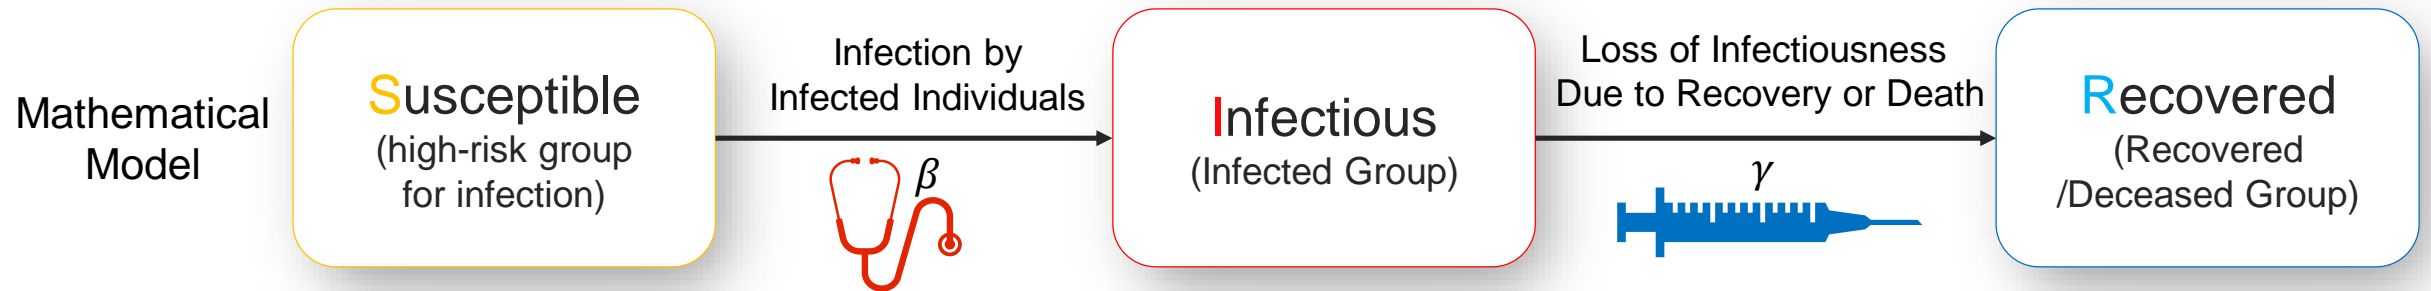 Mathematical
Model
Susceptible
(high-risk group
for infection)
Infection by
Infected Individuals
β
Infectious
(Infected Group)
Loss of Infectiousness
Due to Recovery or Death
γ
Recovered
(Recovered
/Deceased Group)